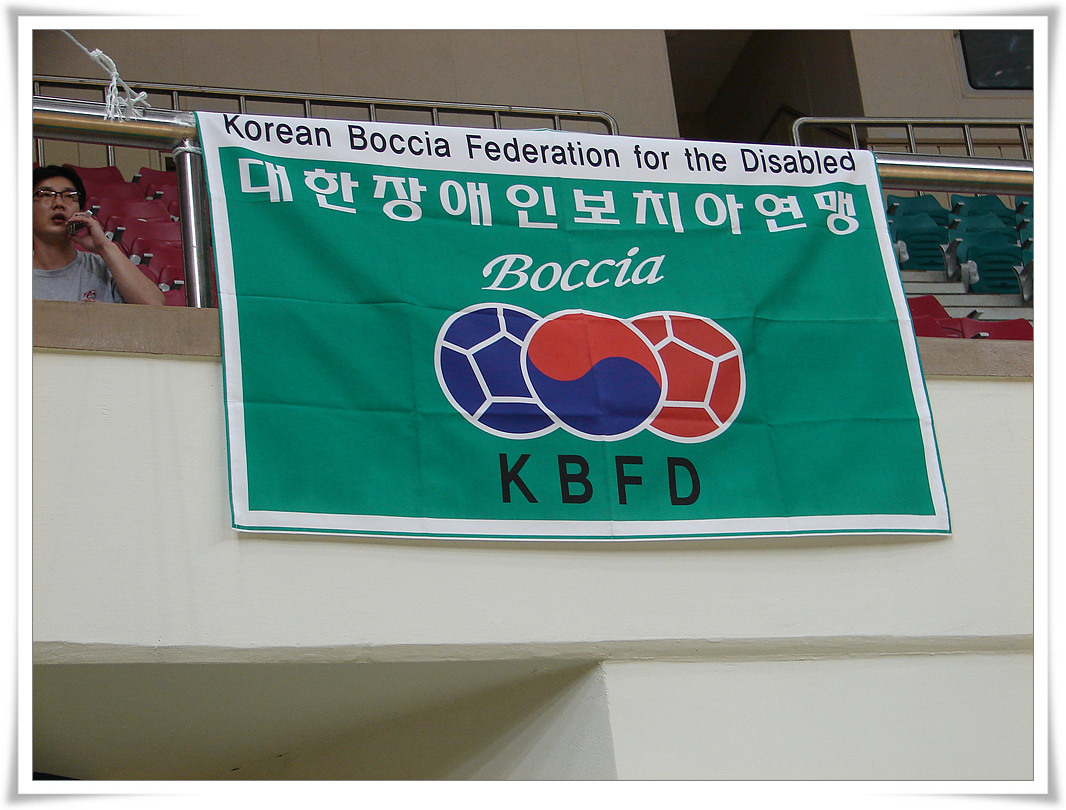 Korean Boccia Federation for the Disabled
대한장애인보치아연맹
Boccia
KBFD